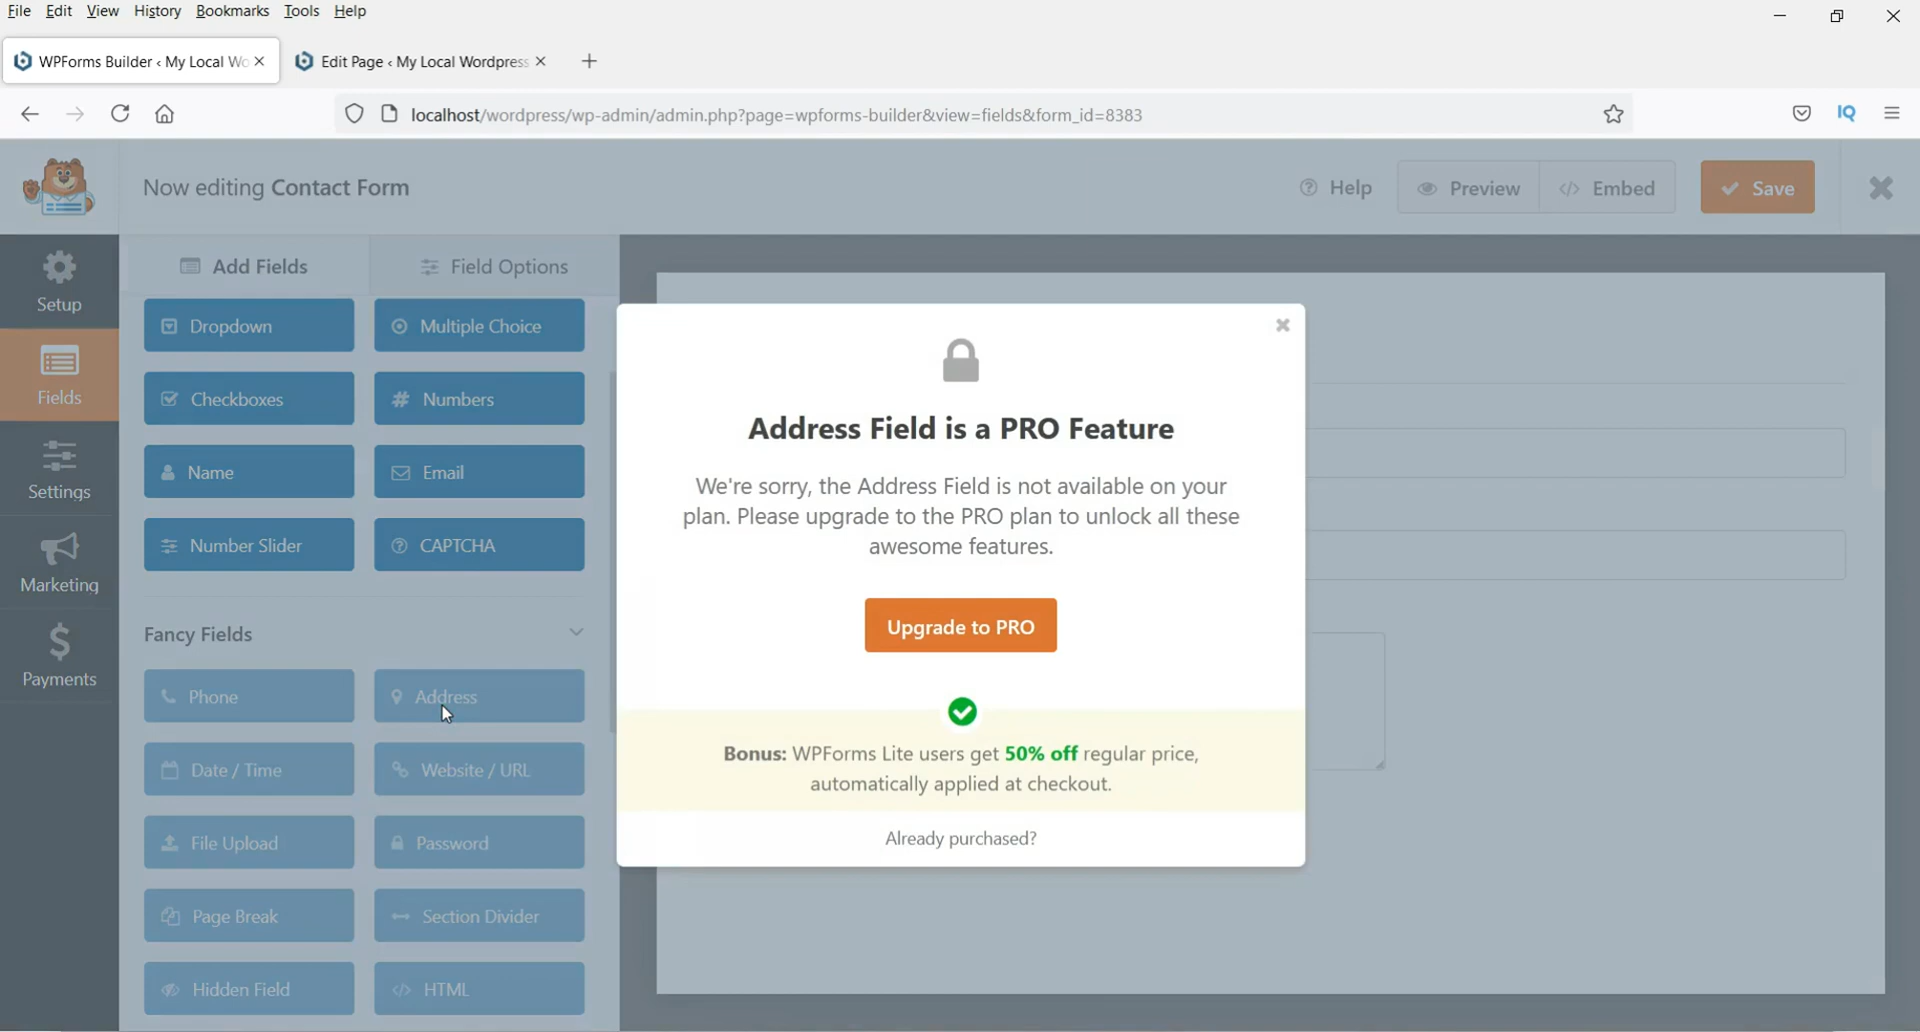 File Edit View History Bookmarks Tools Help
WPForms Builder ‹ My Local Wo
Edit Page ‹ My Local Wordpress
localhost/wordpress/wp-admin/admin.php?page=wpforms-builder&view=fields&form_id=8383
IQ
Now editing Contact Form
Help
Preview
Embed
Save
Setup
Fields
Settings
Marketing
Payments
Add Fields
Field Options
Dropdown
Multiple Choice
Checkboxes
Numbers
Name
Email
Number Slider
CAPTCHA
Fancy Fields
Phone
Address
Date / Time
Website / URL
File Upload
Password
Page Break
Section Divider
Hidden Field
HTML
Address Field is a PRO Feature
We're sorry, the Address Field is not available on your
plan. Please upgrade to the PRO plan to unlock all these
awesome features.
Upgrade to PRO
Bonus: WPForms Lite users get 50% off regular price,
automatically applied at checkout.
Already purchased?